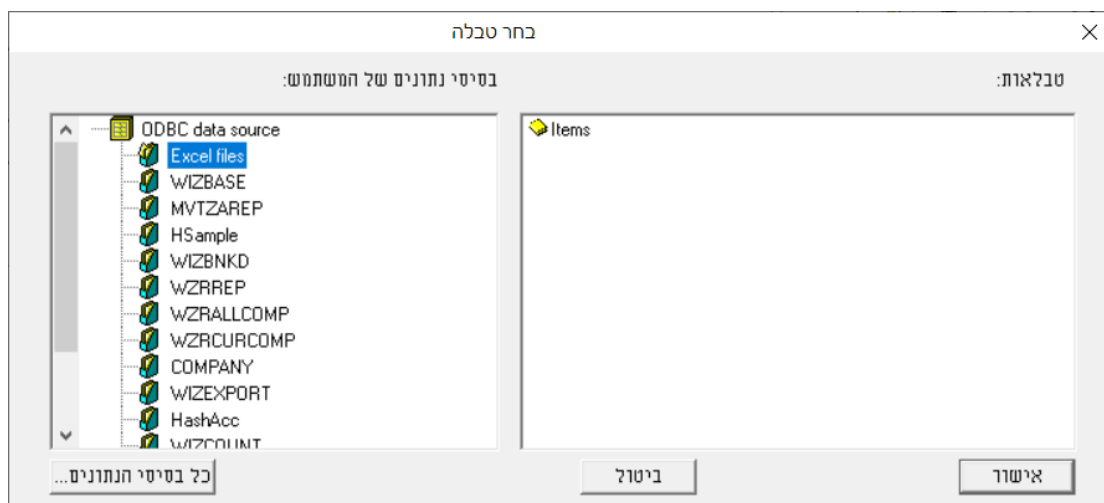 בחר טבלה
בסיסי נתונים של המשתמש:
טבלאות:
ODBC data source
Excel files
WIZBASE
MVTZAREP
HSample
WIZBNKD
WZRREP
WZRALLCOMP
WZRCURCOMP
COMPANY
WIZEXPORT
HashAcc
WIZCOUNT
Items
כל בסיסי הנתונים...
ביטול
אישור